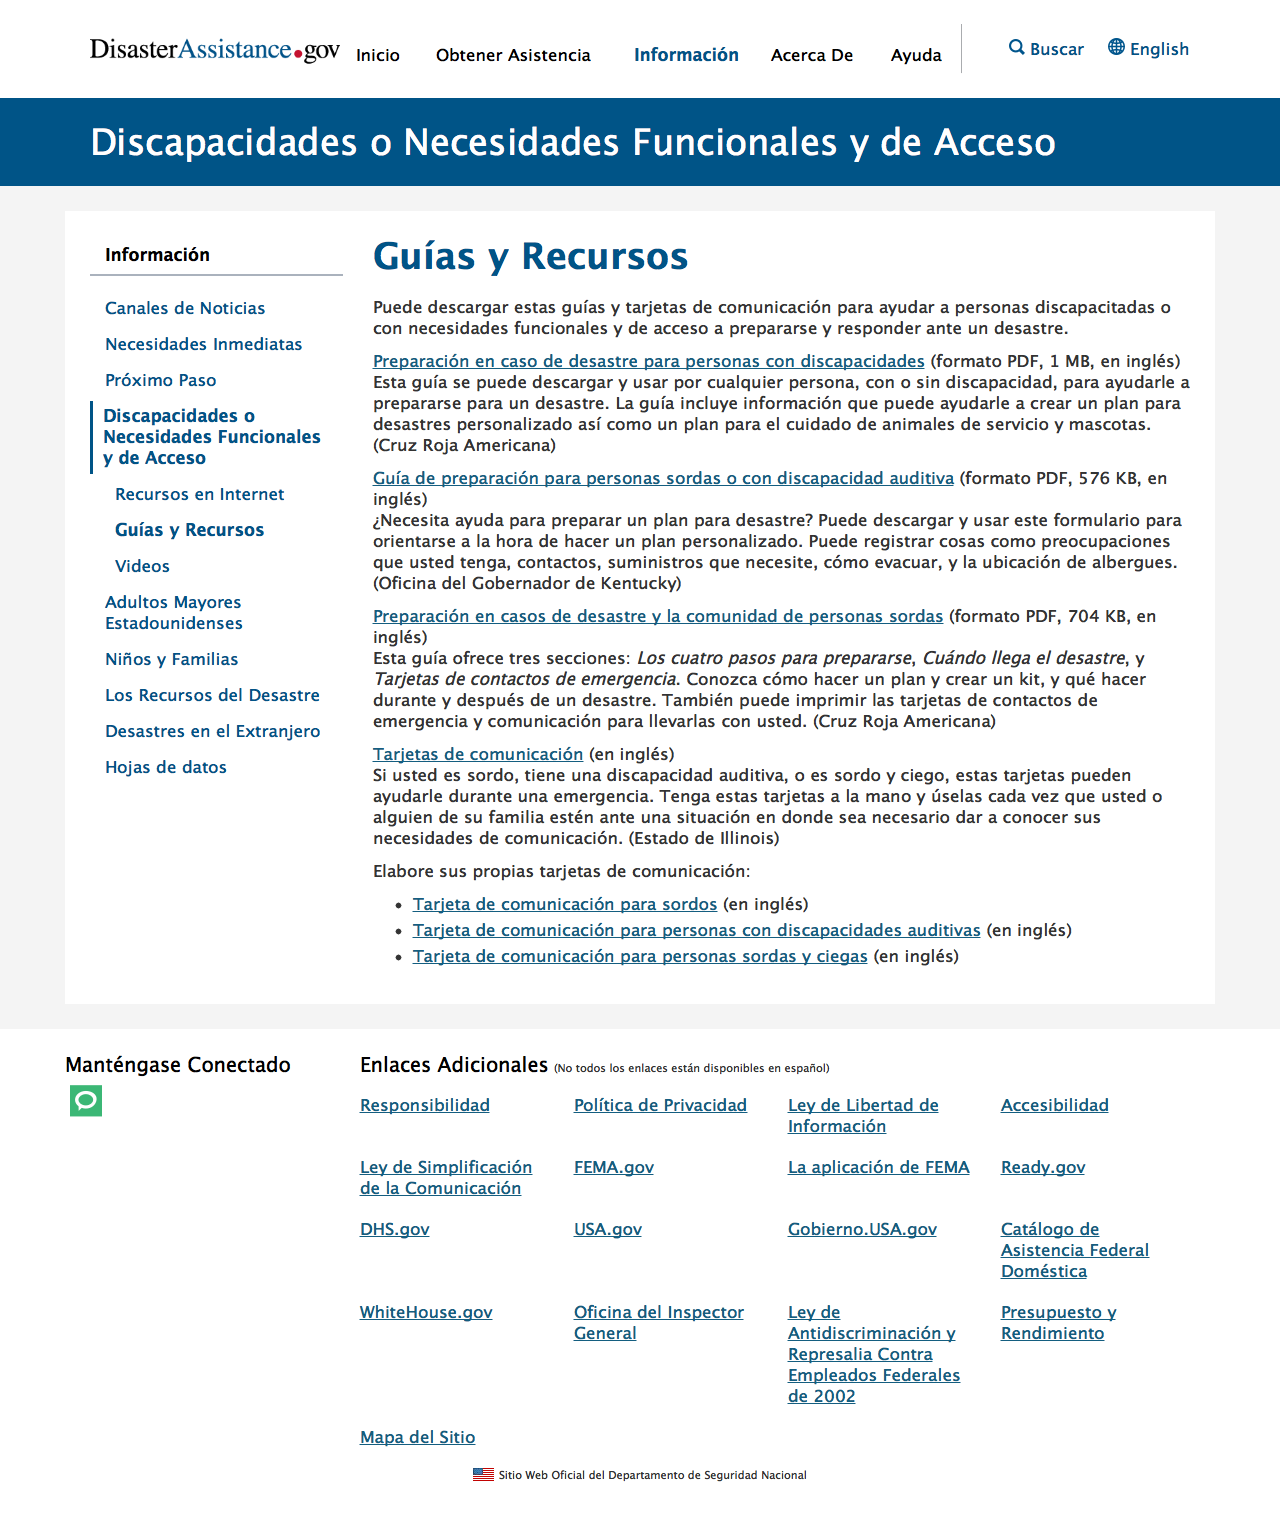 DisasterAssistance.gov
Inicio
Obtener Asistencia
Información
Acerca De
Ayuda
Buscar
English
Discapacidades o Necesidades Funcionales y de Acceso
Información
Canales de Noticias
Necesidades Inmediatas
Próximo Paso
Discapacidades o
Necesidades Funcionales
y de Acceso
Recursos en Internet
Guías y Recursos
Videos
Adultos Mayores
Estadounidenses
Niños y Familias
Los Recursos del Desastre
Desastres en el Extranjero
Hojas de datos
Guías y Recursos
Puede descargar estas guías y tarjetas de comunicación para ayudar a personas discapacitadas o
con necesidades funcionales y de acceso a prepararse y responder ante un desastre.
Preparación en caso de desastre para personas con discapacidades (formato PDF, 1 MB, en inglés)
Esta guía se puede descargar y usar por cualquier persona, con o sin discapacidad, para ayudarle a
prepararse para un desastre. La guía incluye información que puede ayudarle a crear un plan para
desastres personalizado así como un plan para el cuidado de animales de servicio y mascotas.
(Cruz Roja Americana)
Guía de preparación para personas sordas o con discapacidad auditiva (formato PDF, 576 KB, en
inglés)
¿Necesita ayuda para preparar un plan para desastre? Puede descargar y usar este formulario para
orientarse a la hora de hacer un plan personalizado. Puede registrar cosas como preocupaciones
que usted tenga, contactos, suministros que necesite, cómo evacuar, y la ubicación de albergues.
(Oficina del Gobernador de Kentucky)
Preparación en casos de desastre y la comunidad de personas sordas (formato PDF, 704 KB, en
inglés)
Esta guía ofrece tres secciones: Los cuatro pasos para prepararse, Cuándo llega el desastre, y
Tarjetas de contactos de emergencia. Conozca cómo hacer un plan y crear un kit, y qué hacer
durante y después de un desastre. También puede imprimir las tarjetas de contactos de
emergencia y comunicación para llevarlas con usted. (Cruz Roja Americana)
Tarjetas de comunicación (en inglés)
Si usted es sordo, tiene una discapacidad auditiva, o es sordo y ciego, estas tarjetas pueden
ayudarle durante una emergencia. Tenga estas tarjetas a la mano y úselas cada vez que usted o
alguien de su familia estén ante una situación en donde sea necesario dar a conocer sus
necesidades de comunicación. (Estado de Illinois)
Elabore sus propias tarjetas de comunicación:
• Tarjeta de comunicación para sordos (en inglés)
• Tarjeta de comunicación para personas con discapacidades auditivas (en inglés)
• Tarjeta de comunicación para personas sordas y ciegas (en inglés)
Manténgase Conectado
Enlaces Adicionales (No todos los enlaces están disponibles en español)
Responsibilidad
Política de Privacidad
Ley de Libertad de
Información
Accesibilidad
Ley de Simplificación
de la Comunicación
FEMA.gov
La aplicación de FEMA
Ready.gov
DHS.gov
USA.gov
Gobierno.USA.gov
Catálogo de
Asistencia Federal
Doméstica
WhiteHouse.gov
Oficina del Inspector
General
Ley de
Antidiscriminación y
Represalia Contra
Empleados Federales
de 2002
Presupuesto y
Rendimiento
Mapa del Sitio
Sitio Web Oficial del Departamento de Seguridad Nacional